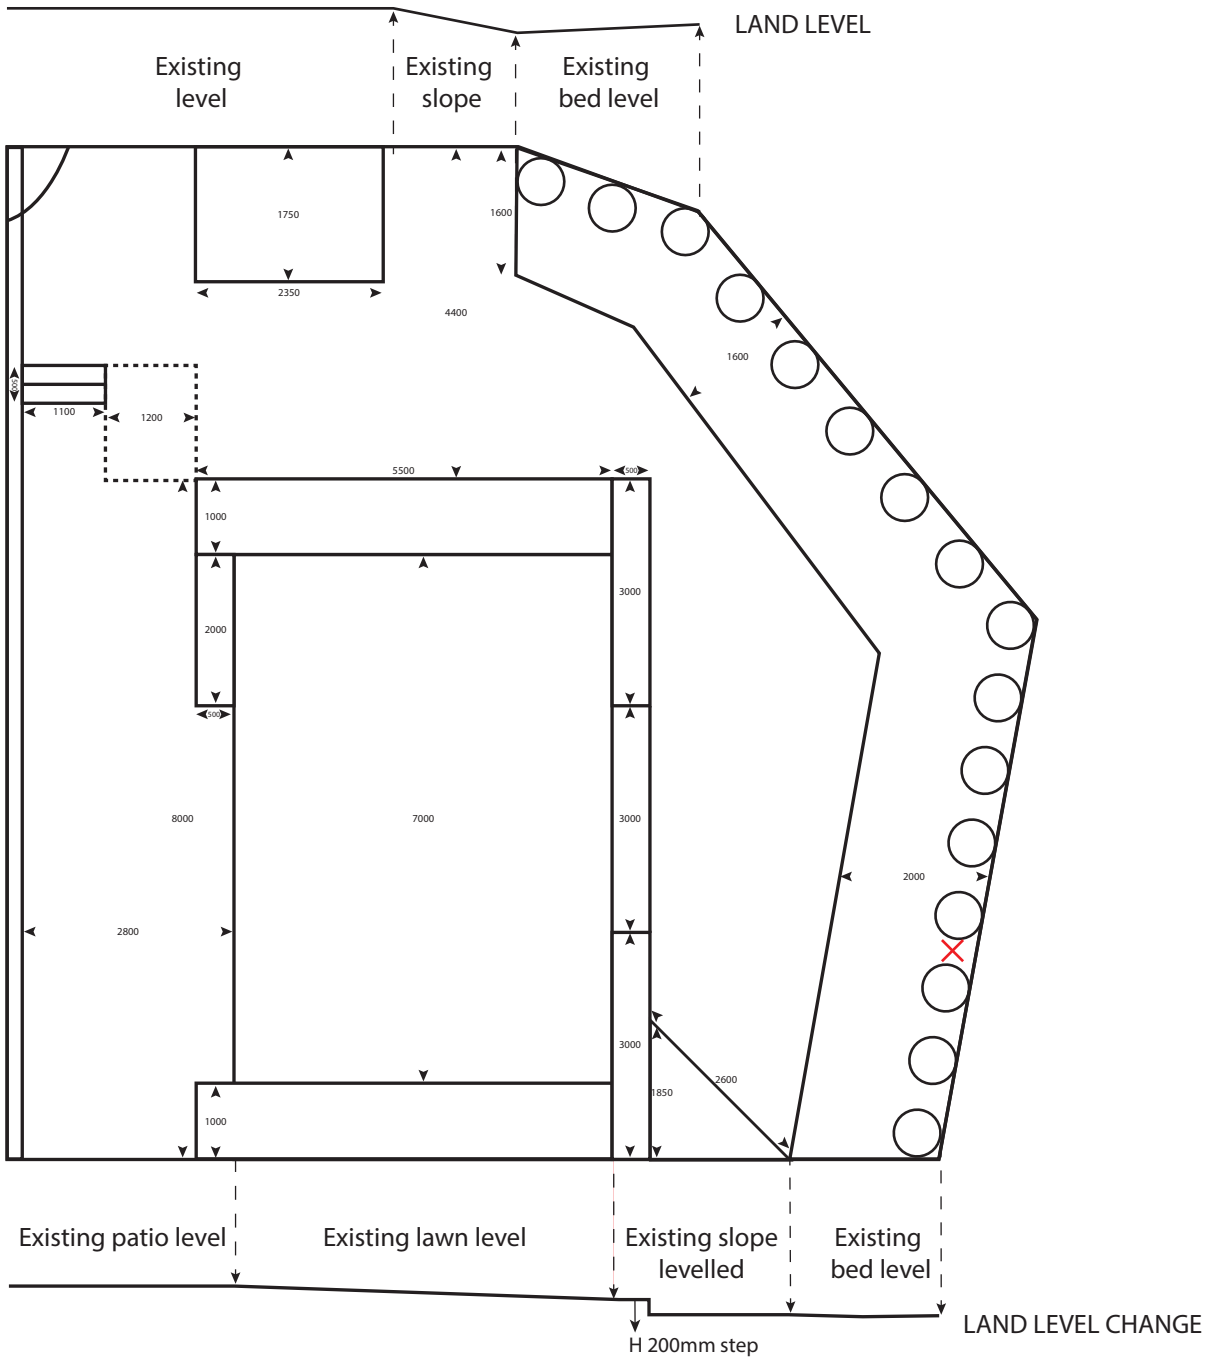 LAND LEVEL
Existing
level
Existing
slope
Existing
bed level
1750
1600
2350
4400
1600
500
1100
1200
5500
500
1000
3000
2000
500
8000
7000
3000
2000
2800
3000
2600
1850
1000
Existing patio level
Existing lawn level
Existing slope
levelled
Existing
bed level
LAND LEVEL CHANGE
H 200mm step